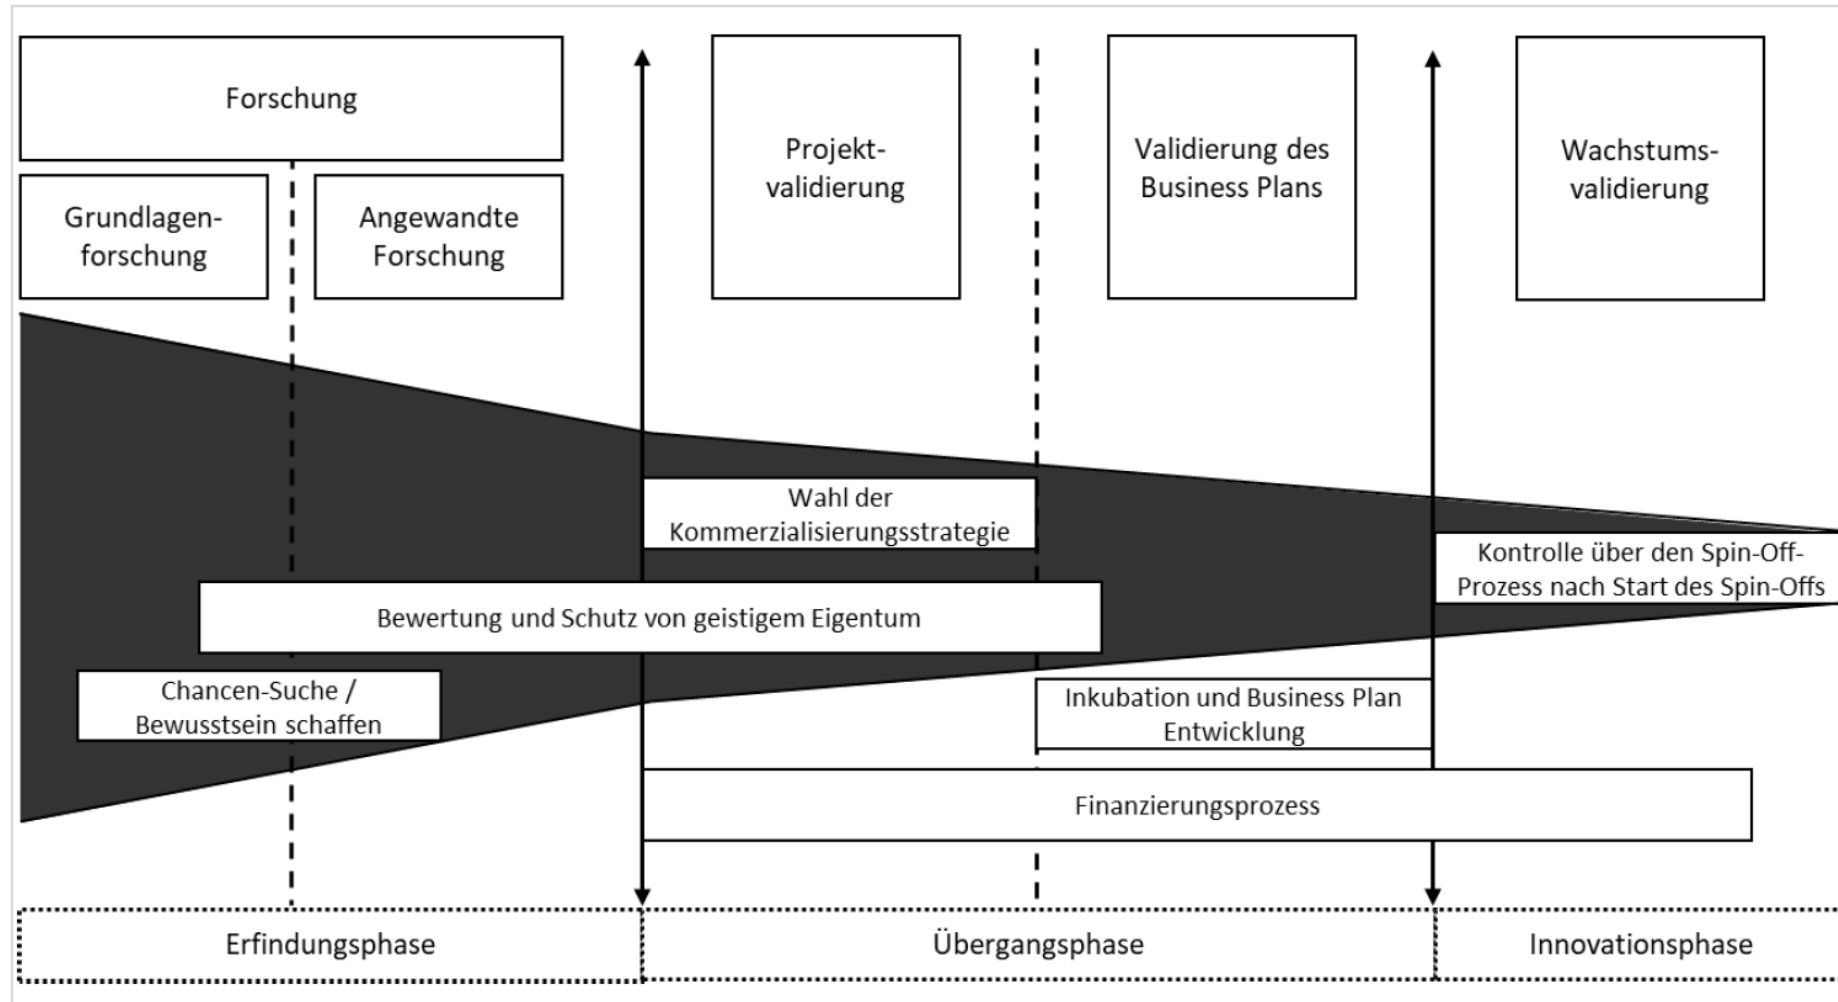 Forschung
Grundlagen-
forschung
Angewandte
Forschung
Projekt-
validierung
Validierung des
Business Plans
Wachstums-
validierung
Wahl der
Kommerzialisierungsstrategie
Kontrolle über den Spin-Off-
Prozess nach Start des Spin-Offs
Bewertung und Schutz von geistigem Eigentum
Chancen-Suche /
Bewusstsein schaffen
Inkubation und Business Plan
Entwicklung
Finanzierungsprozess
Erfindungsphase
Übergangsphase
Innovationsphase